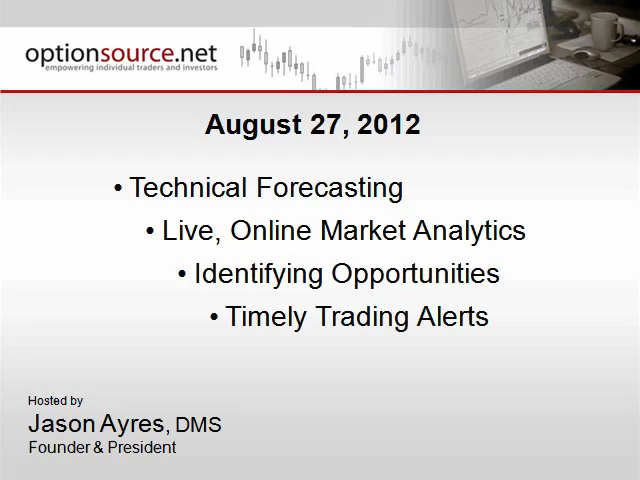 optionsource.net
empowering individual traders and investors
August 27, 2012
• Technical Forecasting
• Live, Online Market Analytics
• Identifying Opportunities
• Timely Trading Alerts
Hosted by
Jason Ayres, DMS
Founder & President